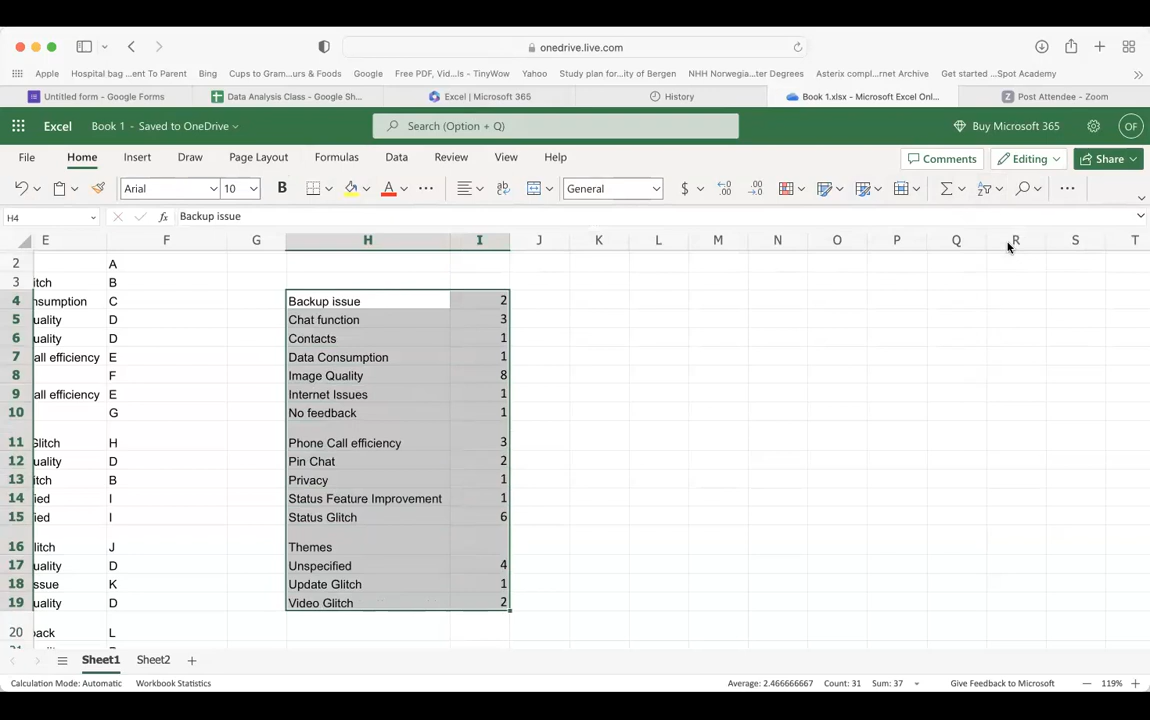 onedrive.live.com
Apple Hospital bag ...ent To Parent Bing Cups to Gram...urs & Foods Google Free PDF, Vid...ls - TinyWow Yahoo Study plan for...ity of Bergen NHH Norwegia...ter Degrees Asterix compl...rnet Archive Get started ...Spot Academy
Untitled form - Google Forms Data Analysis Class - Google Sh... Excel | Microsoft 365 History Book 1.xlsx - Microsoft Excel Onl... Post Attendee - Zoom
Excel Book 1 - Saved to OneDrive Search (Option + Q) Buy Microsoft 365 OF
File Home Insert Draw Page Layout Formulas Data Review View Help Comments Editing Share
Arial 10 B A General $
H4 fx Backup issue
E F G H I J K L M N O P Q R S T
2 A
3 itch B
4 nsumption C Backup issue 2
5 uality D Chat function 3
6 uality D Contacts 1
7 all efficiency E Data Consumption 1
8 F Image Quality 8
9 all efficiency E Internet Issues 1
10 G No feedback 1
11 Glitch H Phone Call efficiency 3
12 uality D Pin Chat 2
13 itch B Privacy 1
14 ied I Status Feature Improvement 1
15 ied I Status Glitch 6
16 litch J Themes
17 uality D Unspecified 4
18 ssue K Update Glitch 1
19 uality D Video Glitch 2
20 back L
Sheet1 Sheet2
Calculation Mode: Automatic Workbook Statistics Average: 2.466666667 Count: 31 Sum: 37 Give Feedback to Microsoft 119%